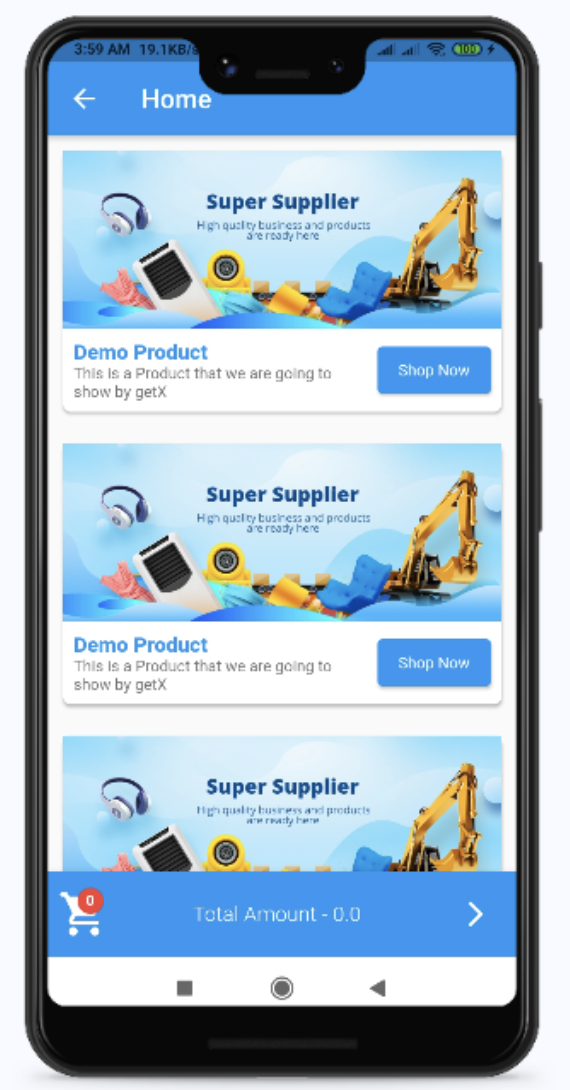 3:59 AM 19.1KB/s
100
Home
Super Supplier
High quality business and products
are ready here
Demo Product
This is a Product that we are going to
show by getX
Shop Now
Super Supplier
High quality business and products
are ready here
Demo Product
This is a Product that we are going to
show by getX
Shop Now
Super Supplier
High quality business and products
are ready here
0
Total Amount - 0.0